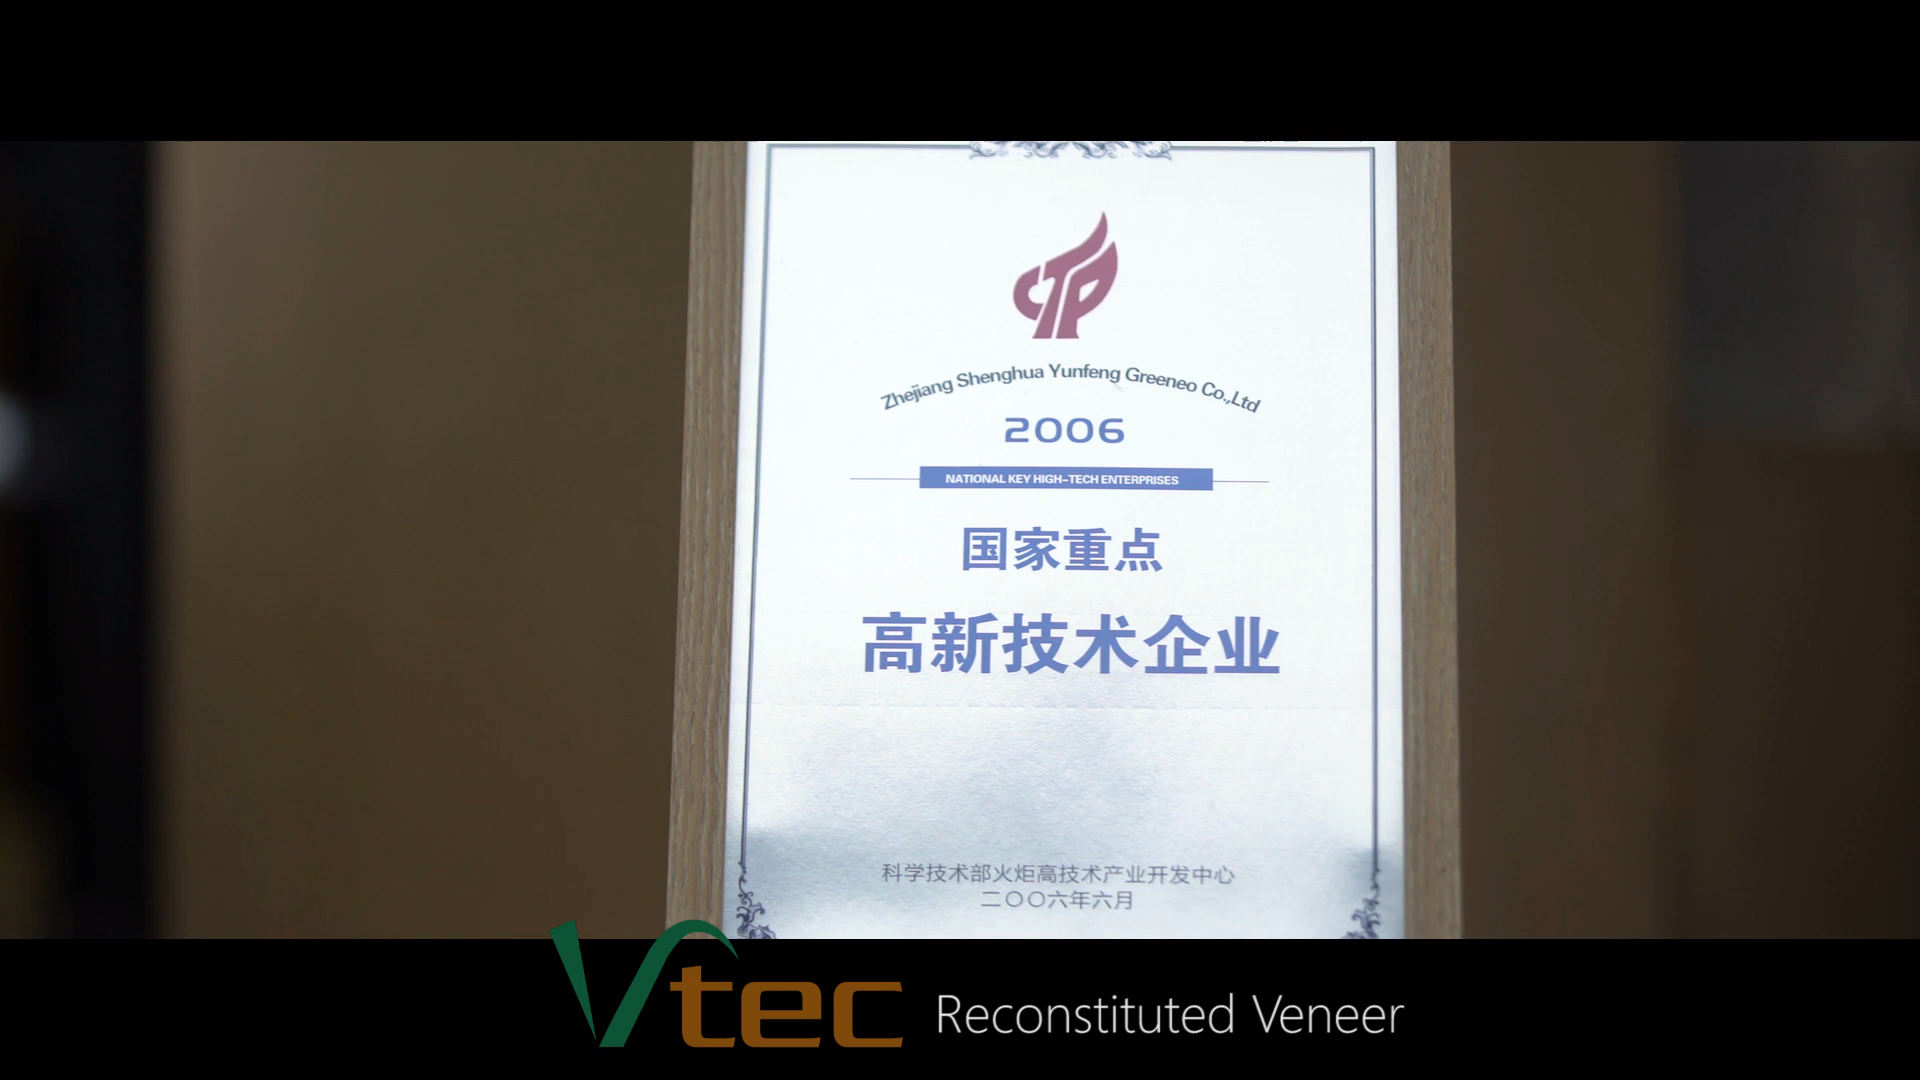 CTP
Zhejiang Shenghua Yunfeng Greeneo Co.,Ltd
2006
NATIONAL KEY HIGH-TECH ENTERPRISES
国家重点
高新技术企业
科学技术部火炬高技术产业开发中心
二〇〇六年六月
Vtec Reconstituted Veneer